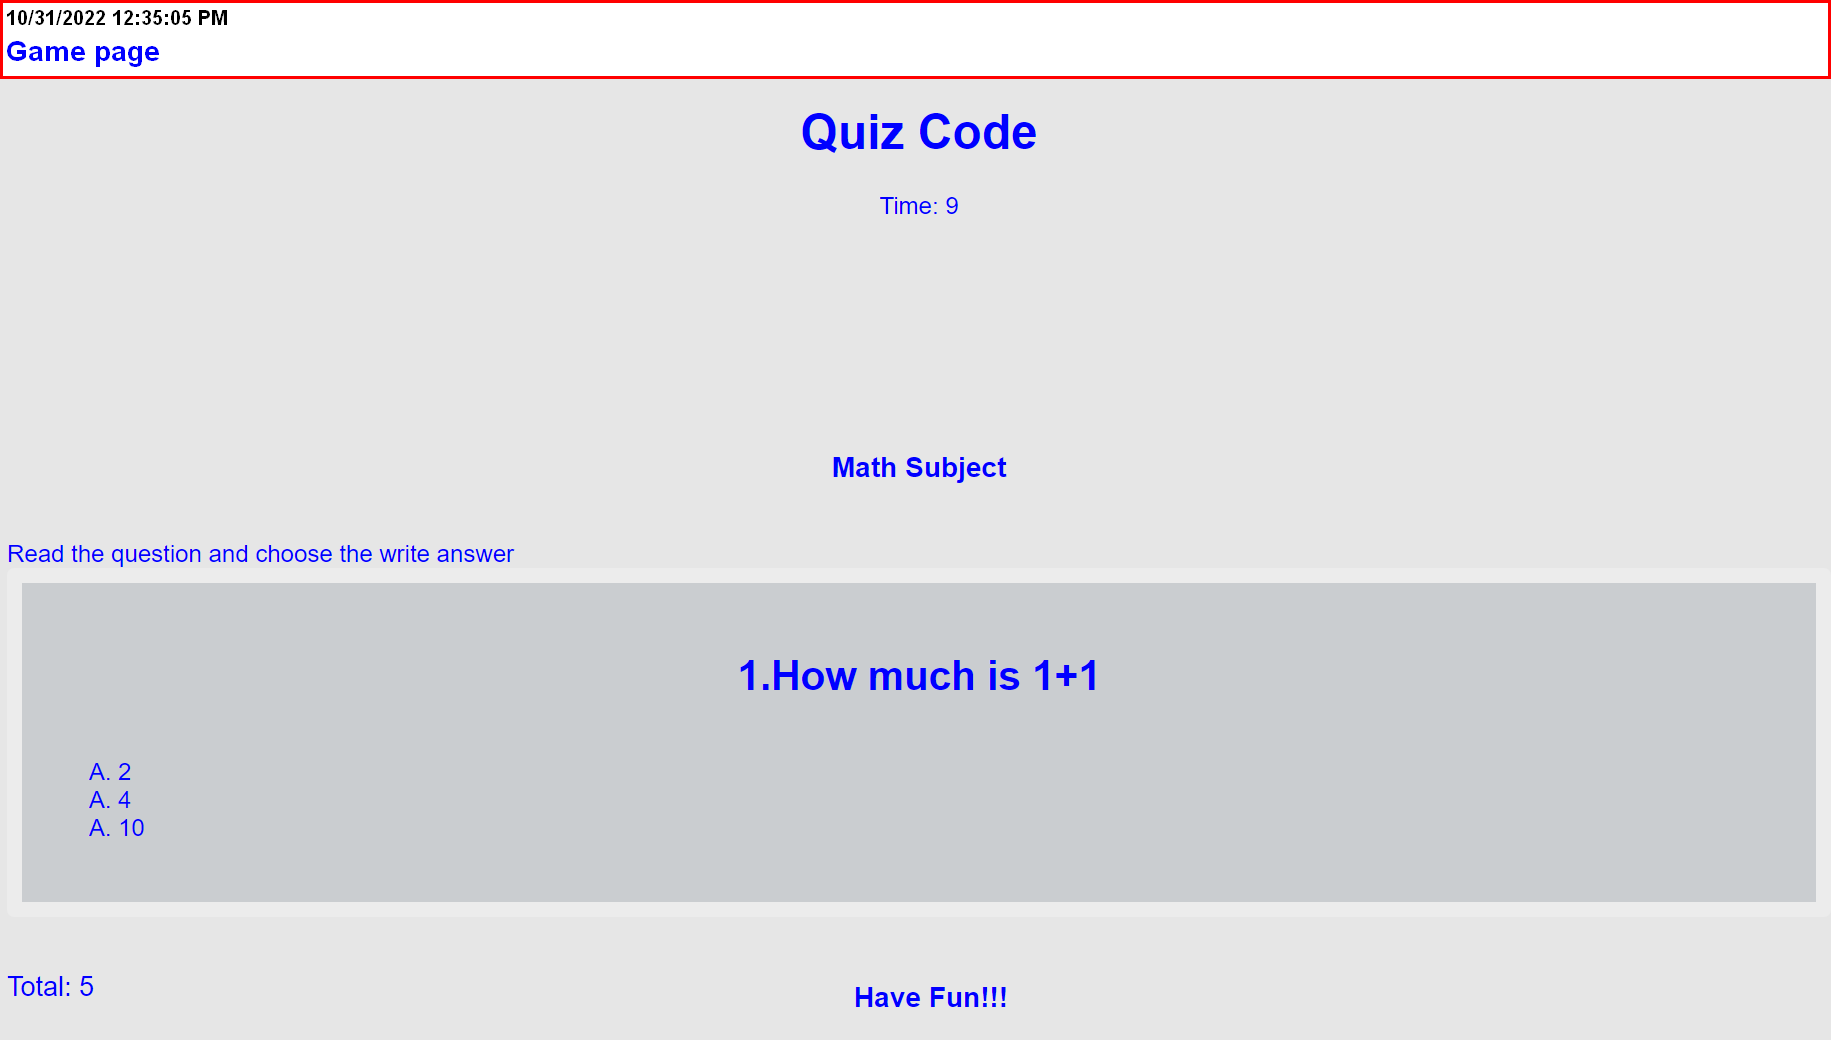 10/31/2022 12:35:05 PM
Game page
Quiz Code
Time: 9
Math Subject
Read the question and choose the write answer
1.How much is 1+1
A. 2
A. 4
A. 10
Total: 5
Have Fun!!!